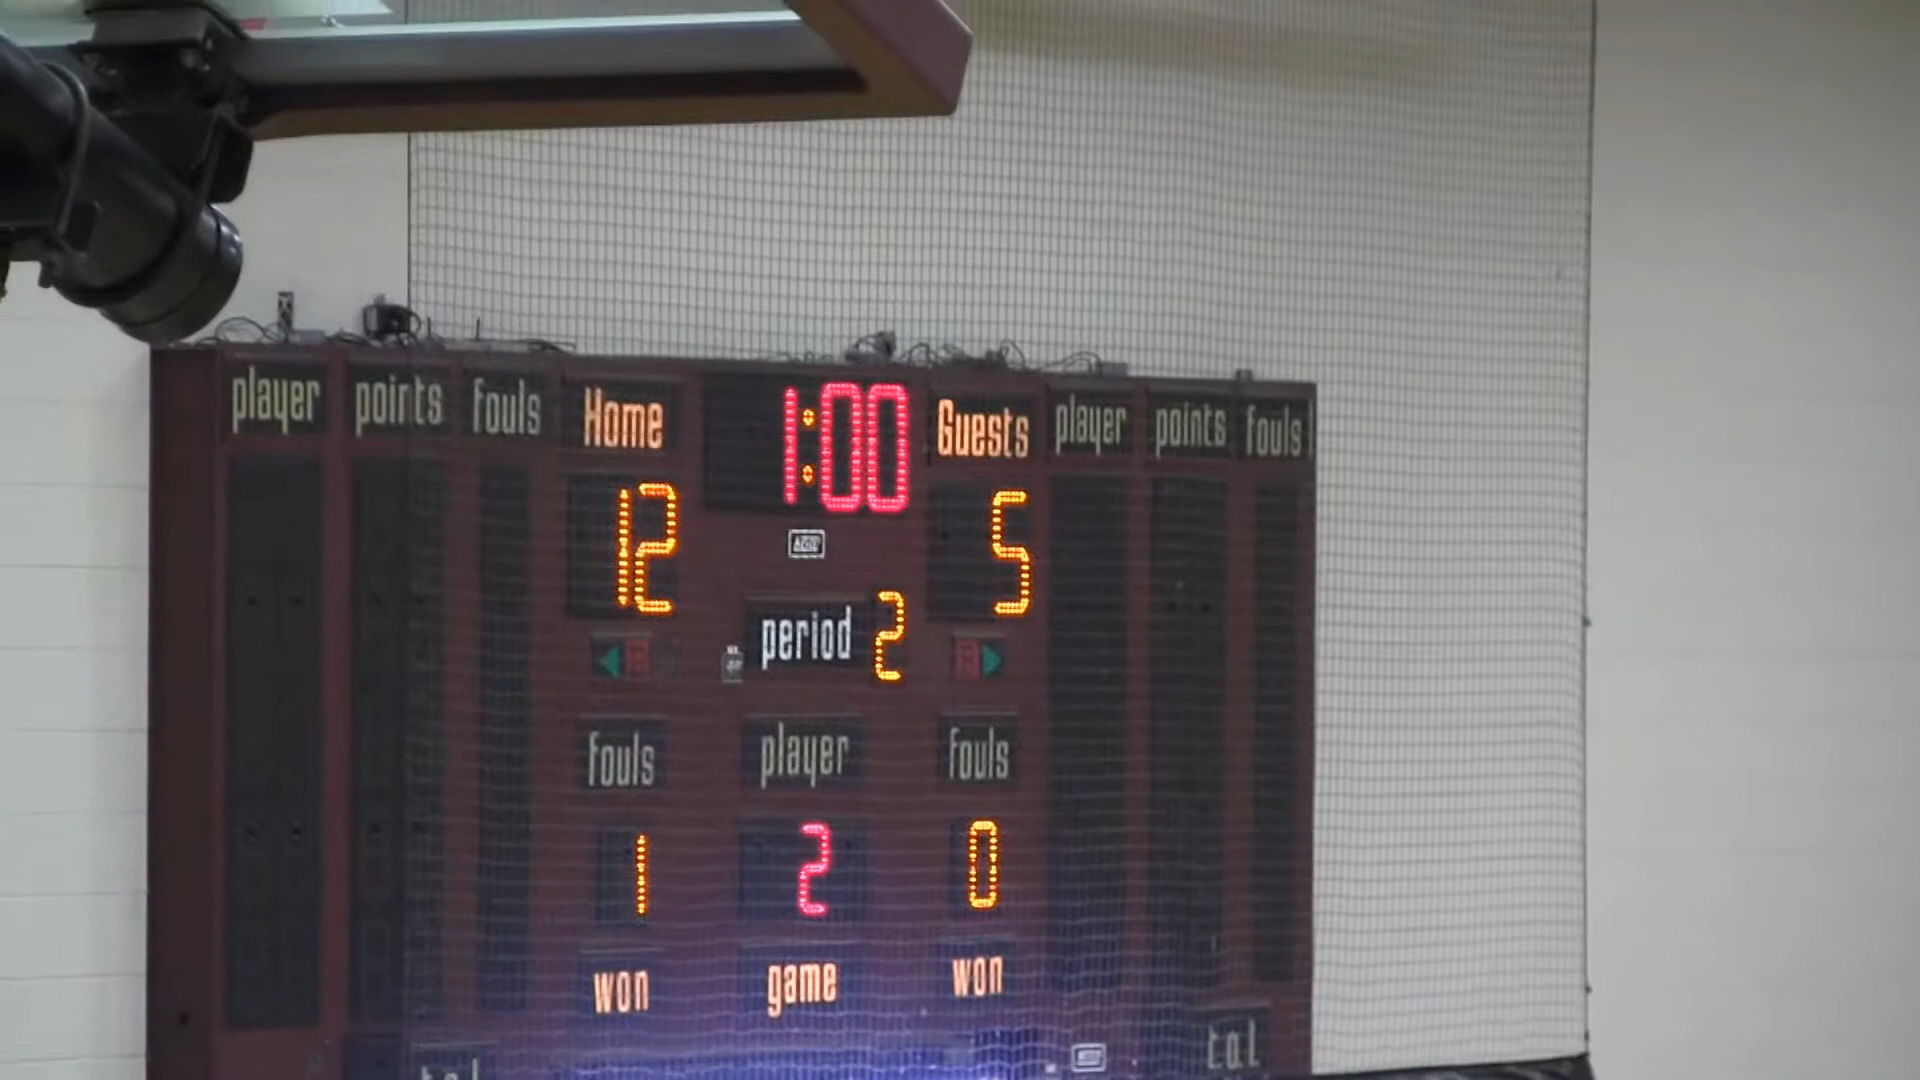 player points fouls Home 1:00 Guests player points fouls
12 5
period 2
fouls player fouls
1 2 0
won game won
t.o.l